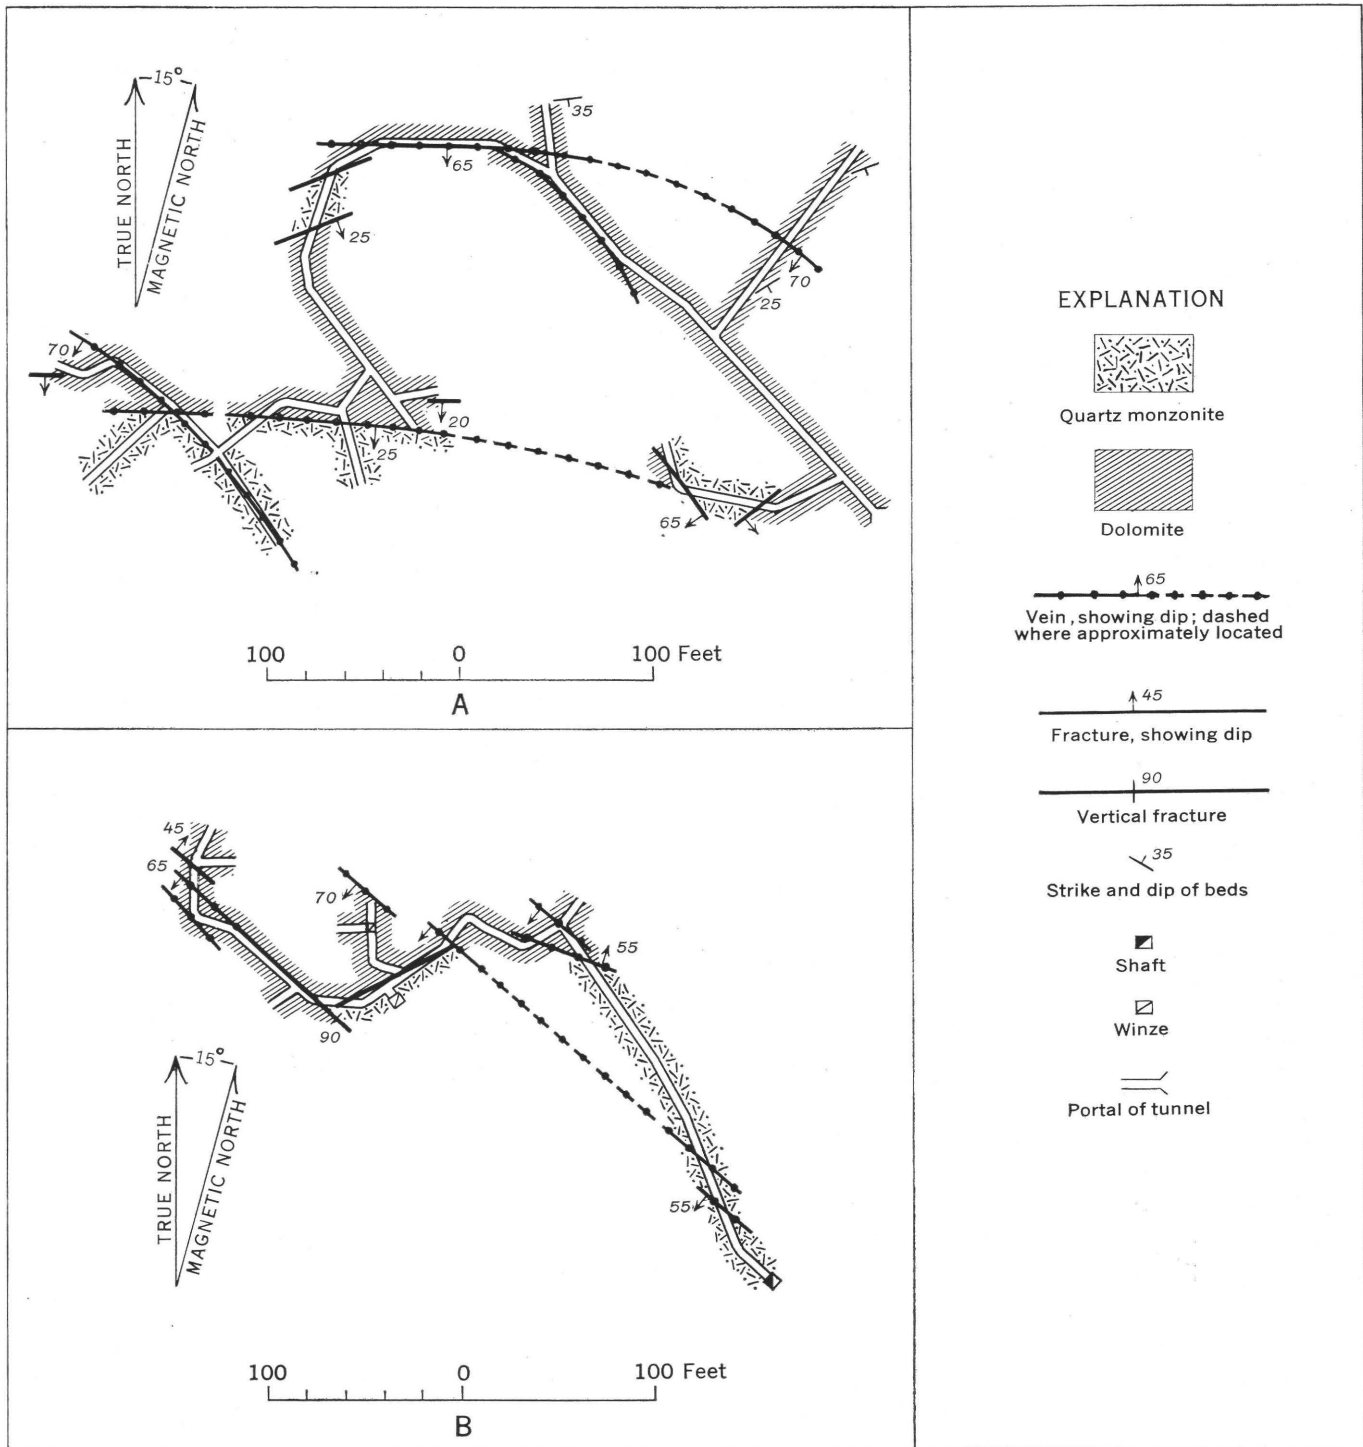 15°
TRUE NORTH
MAGNETIC NORTH
35
65
25
70
25
70
20
25
65
100 0 100 Feet
A
45
65
70
55
90
15°
TRUE NORTH
MAGNETIC NORTH
55
100 0 100 Feet
B
EXPLANATION
Quartz monzonite
Dolomite
65
Vein, showing dip; dashed
where approximately located
45
Fracture, showing dip
90
Vertical fracture
35
Strike and dip of beds
Shaft
Winze
Portal of tunnel